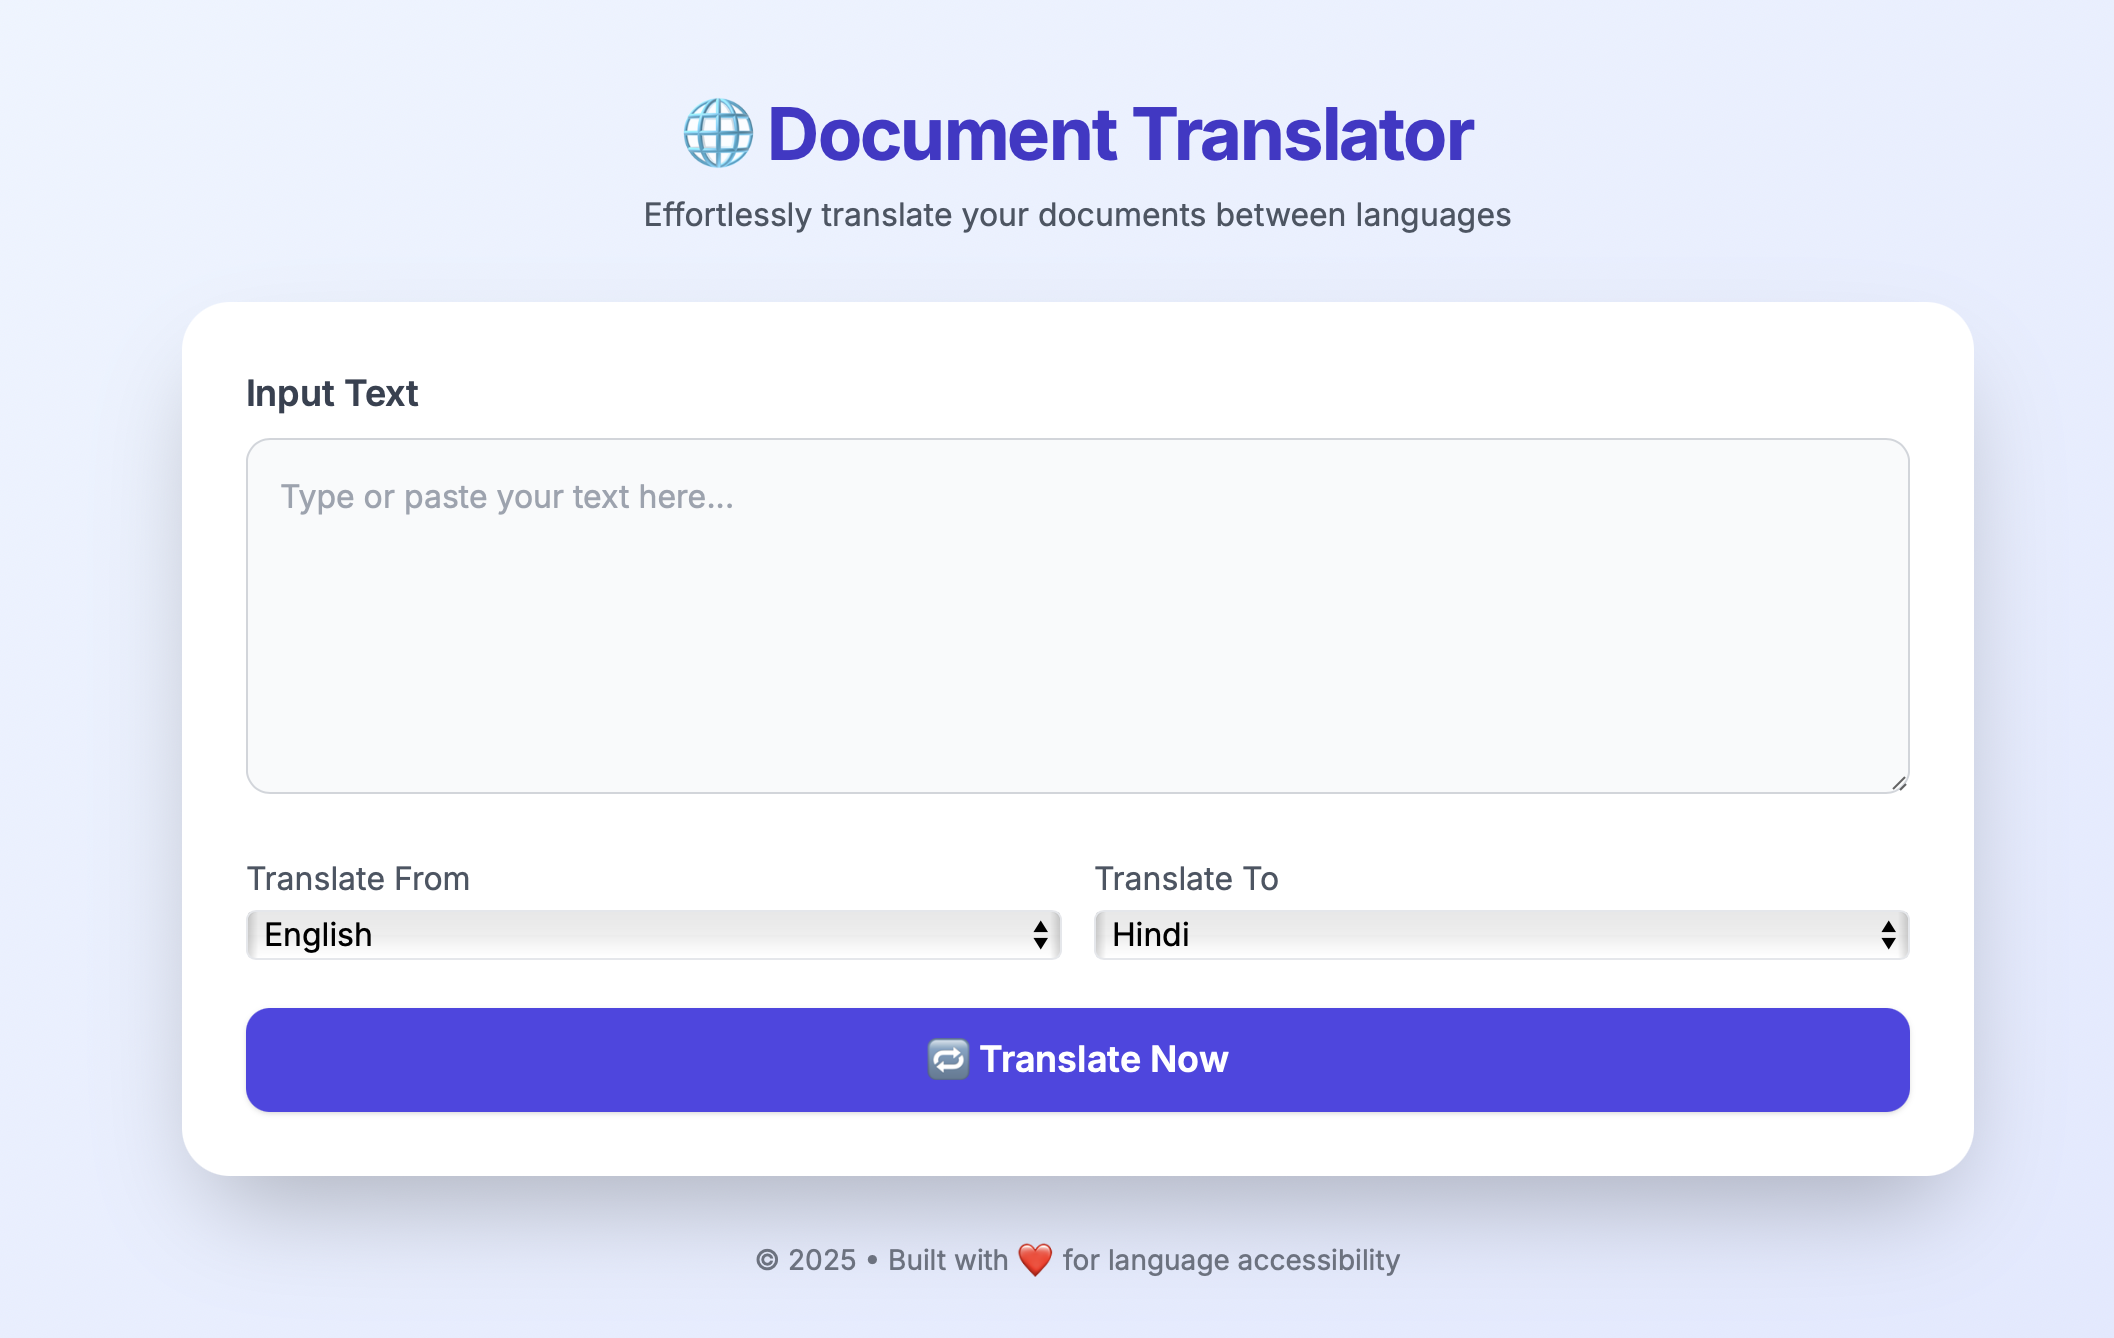 🌐 Document Translator
Effortlessly translate your documents between languages
Input Text
Type or paste your text here...
Translate From
Translate To
English
Hindi
🔁 Translate Now
© 2025 • Built with ❤️ for language accessibility